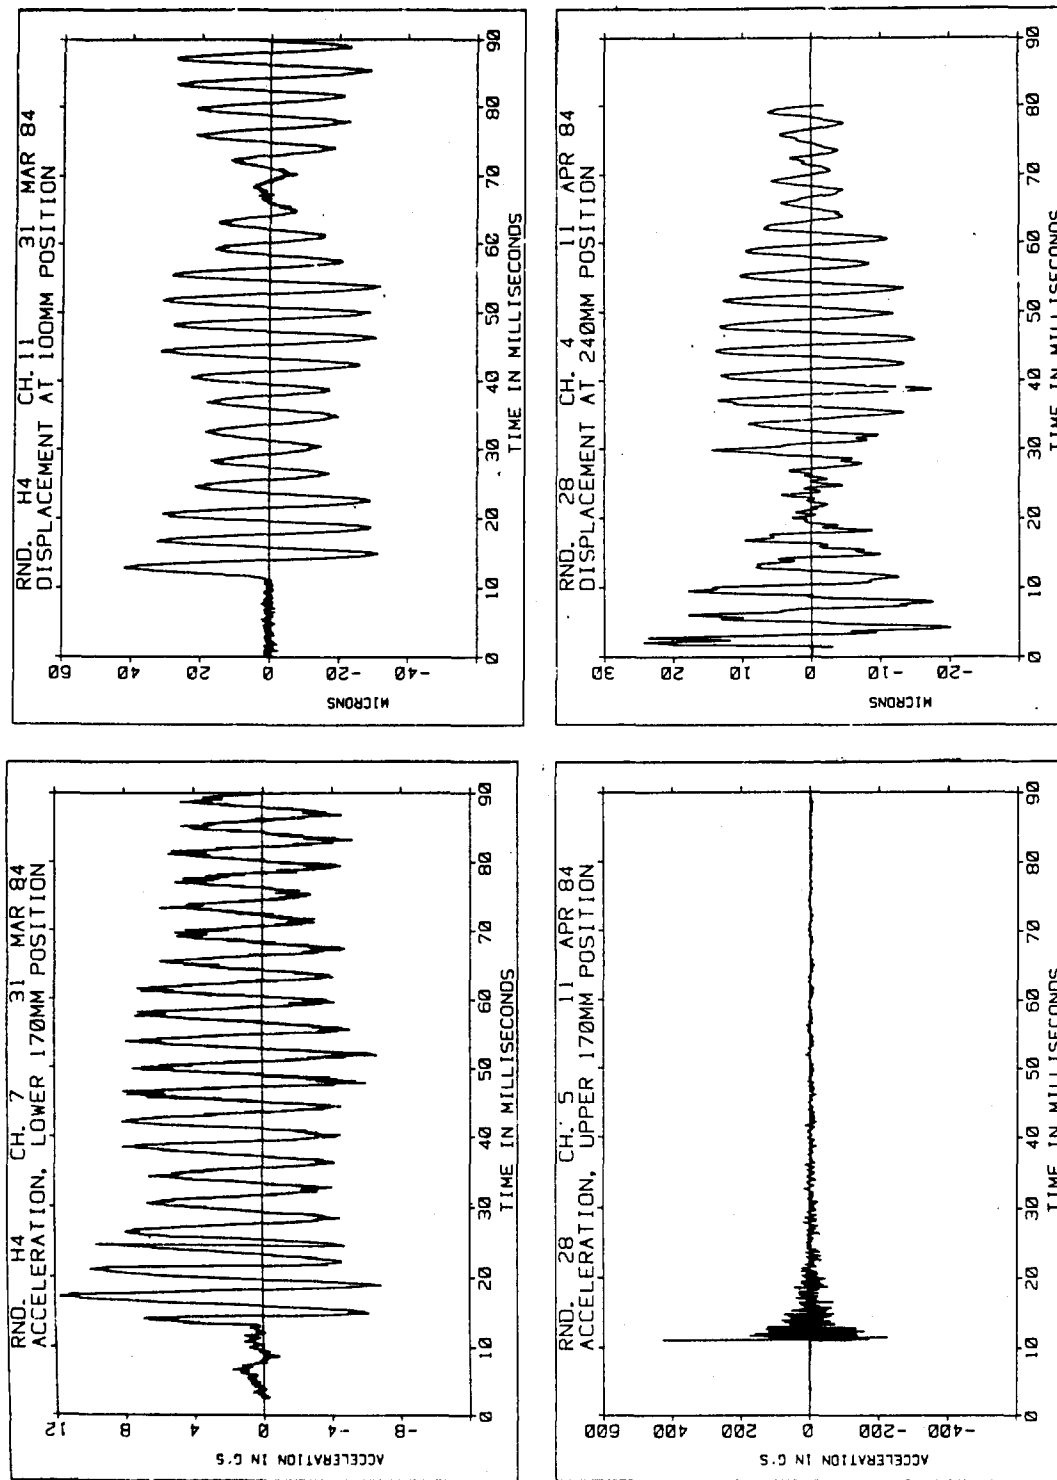 RND. H4 CH. 7 31 MAR 84
ACCELERATION, LOWER 170MM POSITION
ACCELERATION IN G'S
12
8
4
0
-4
-8
0 10 20 30 40 50 60 70 80 90
TIME IN MILLISECONDS
RND. H4 CH. 11 31 MAR 84
DISPLACEMENT AT 100MM POSITION
MICRONS
60
40
20
0
-20
-40
0 10 20 30 40 50 60 70 80 90
TIME IN MILLISECONDS
RND. 28 CH. 5 11 APR 84
ACCELERATION, UPPER 170MM POSITION
ACCELERATION IN G'S
600
400
200
0
-200
-400
0 10 20 30 40 50 60 70 80 90
TIME IN MILLISECONDS
RND. 28 CH. 4 11 APR 84
DISPLACEMENT AT 240MM POSITION
MICRONS
30
20
10
0
-10
-20
0 10 20 30 40 50 60 70 80 90
TIME IN MILLISECONDS